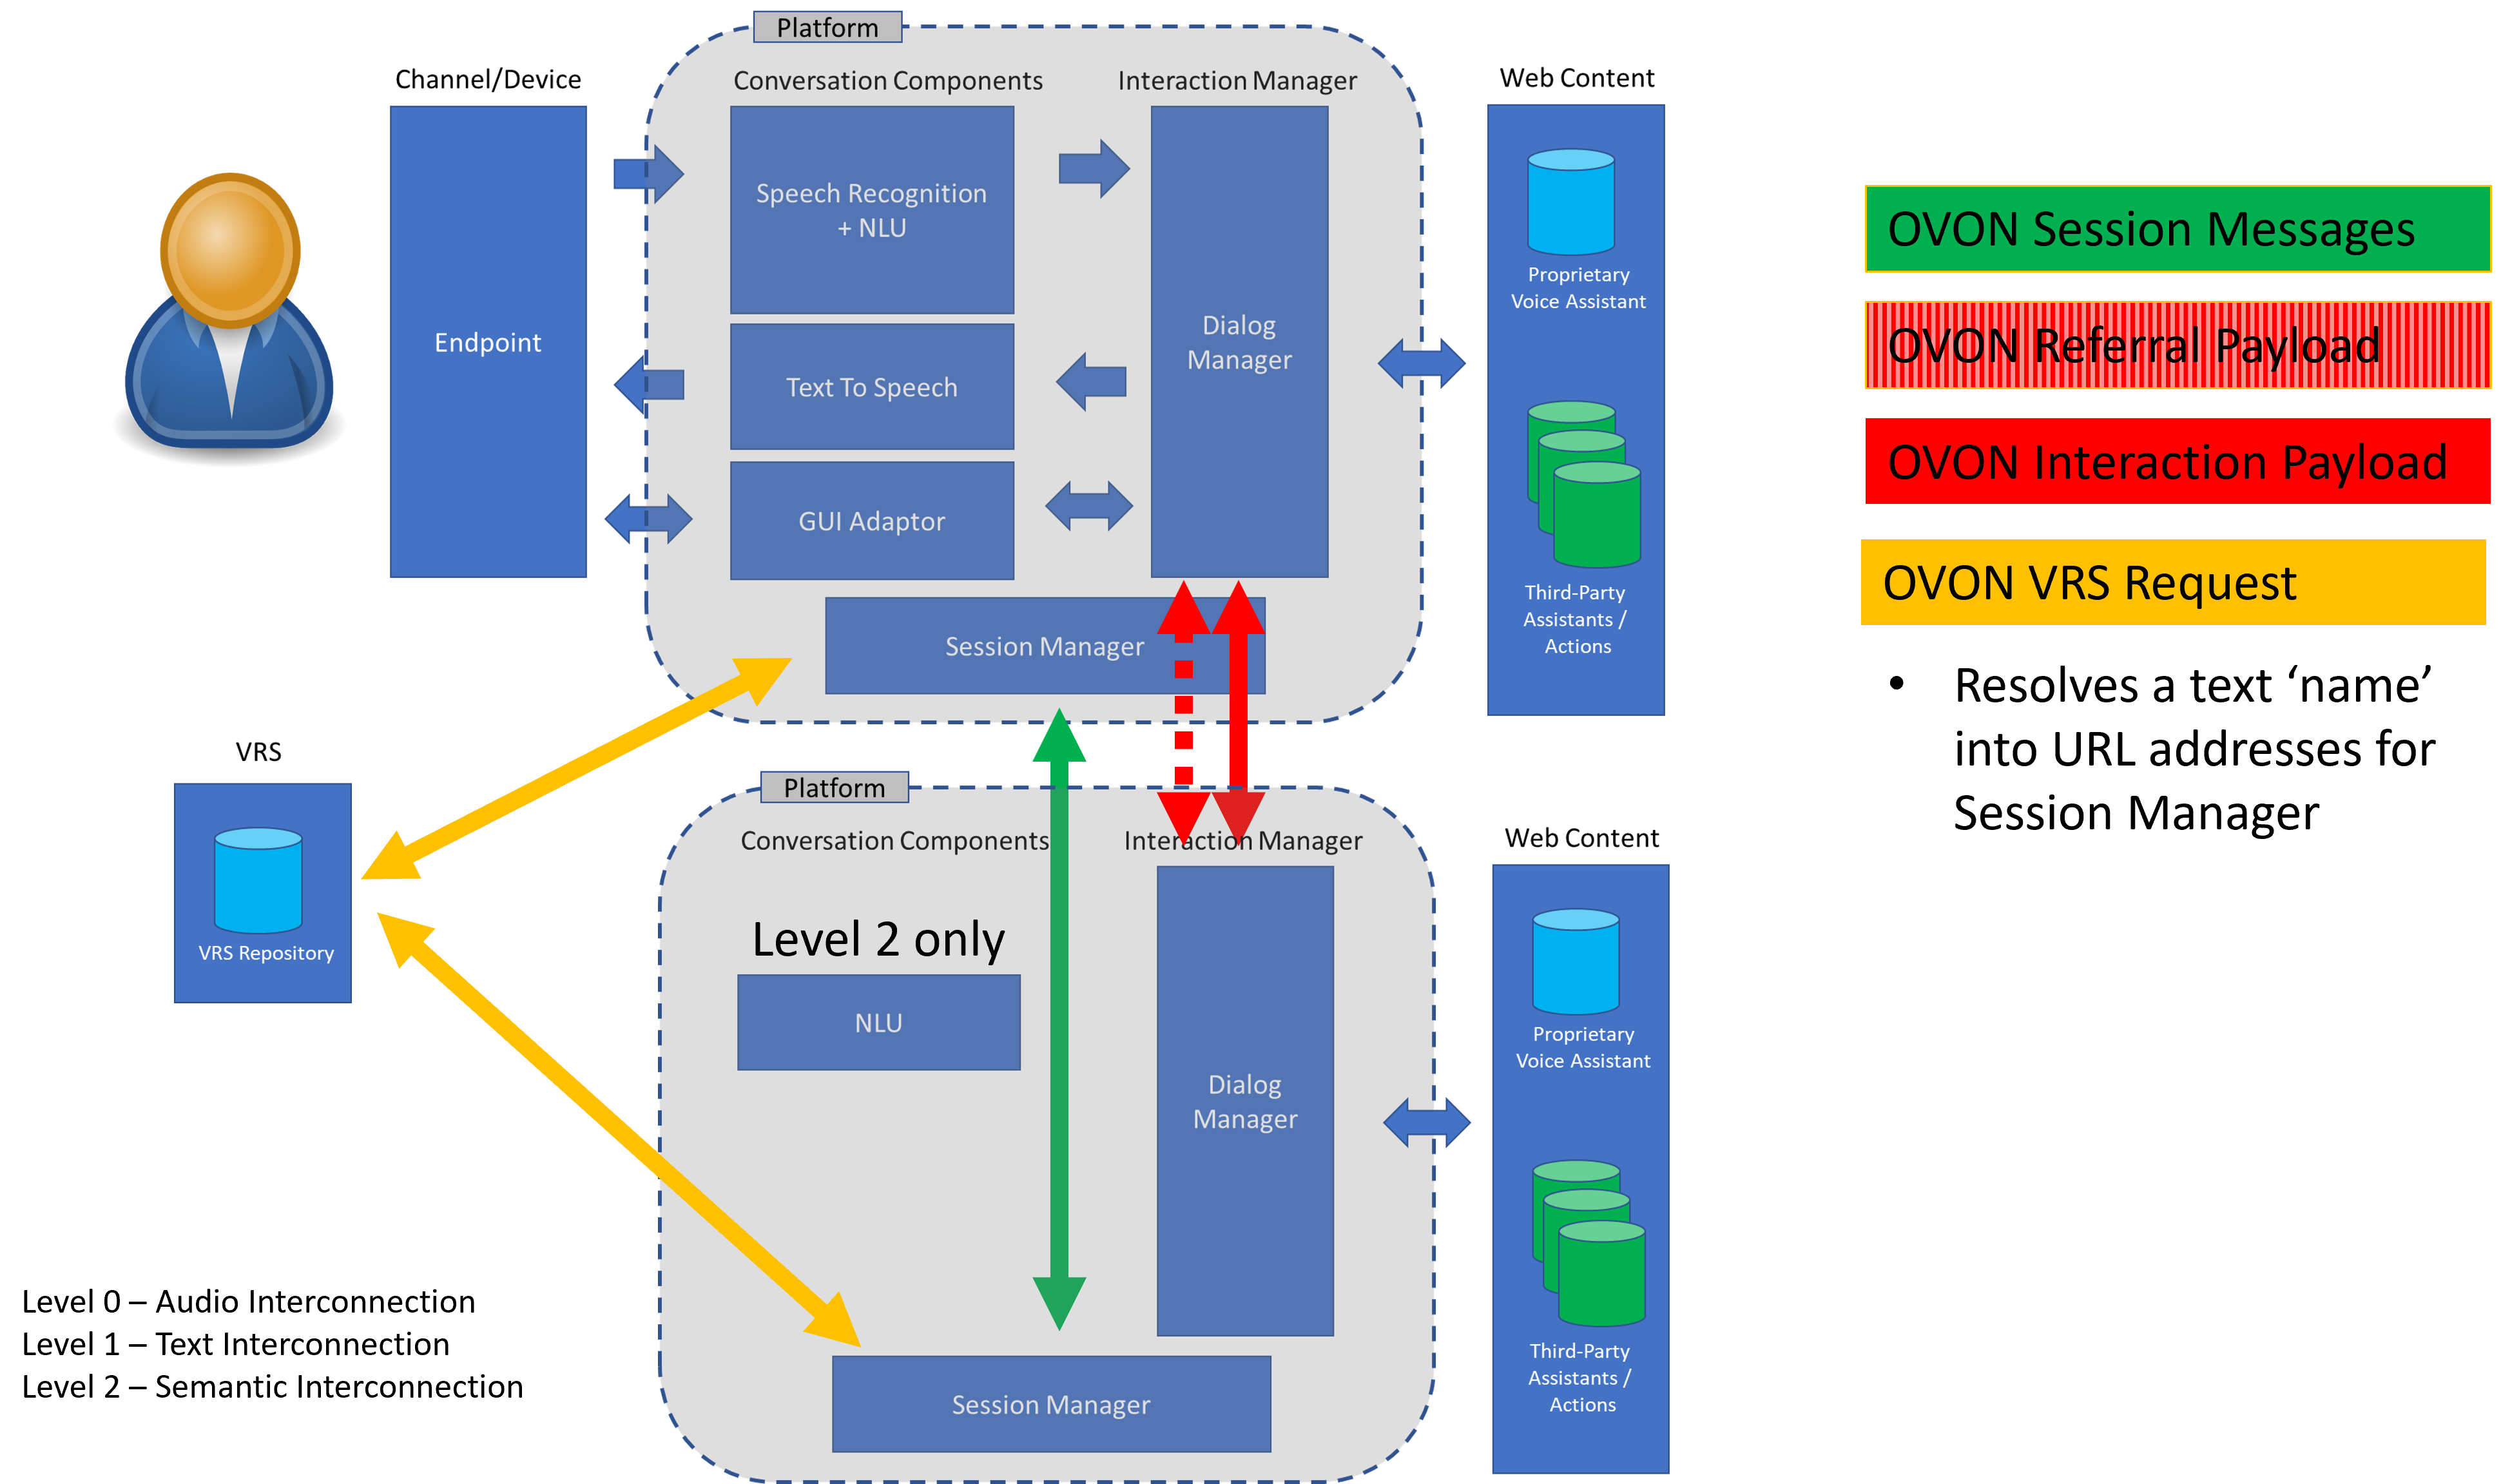 Platform
Channel/Device
Conversation Components
Interaction Manager
Web Content
Endpoint
Speech Recognition
+ NLU
Text To Speech
GUI Adaptor
Dialog
Manager
Session Manager
Proprietary
Voice Assistant
Third-Party
Assistants /
Actions
OVON Session Messages
OVON Referral Payload
OVON Interaction Payload
OVON VRS Request
• Resolves a text ‘name’
into URL addresses for
Session Manager
VRS
VRS Repository
Platform
Conversation Components
Interaction Manager
Web Content
Level 2 only
NLU
Dialog
Manager
Session Manager
Proprietary
Voice Assistant
Third-Party
Assistants /
Actions
Level 0 – Audio Interconnection
Level 1 – Text Interconnection
Level 2 – Semantic Interconnection